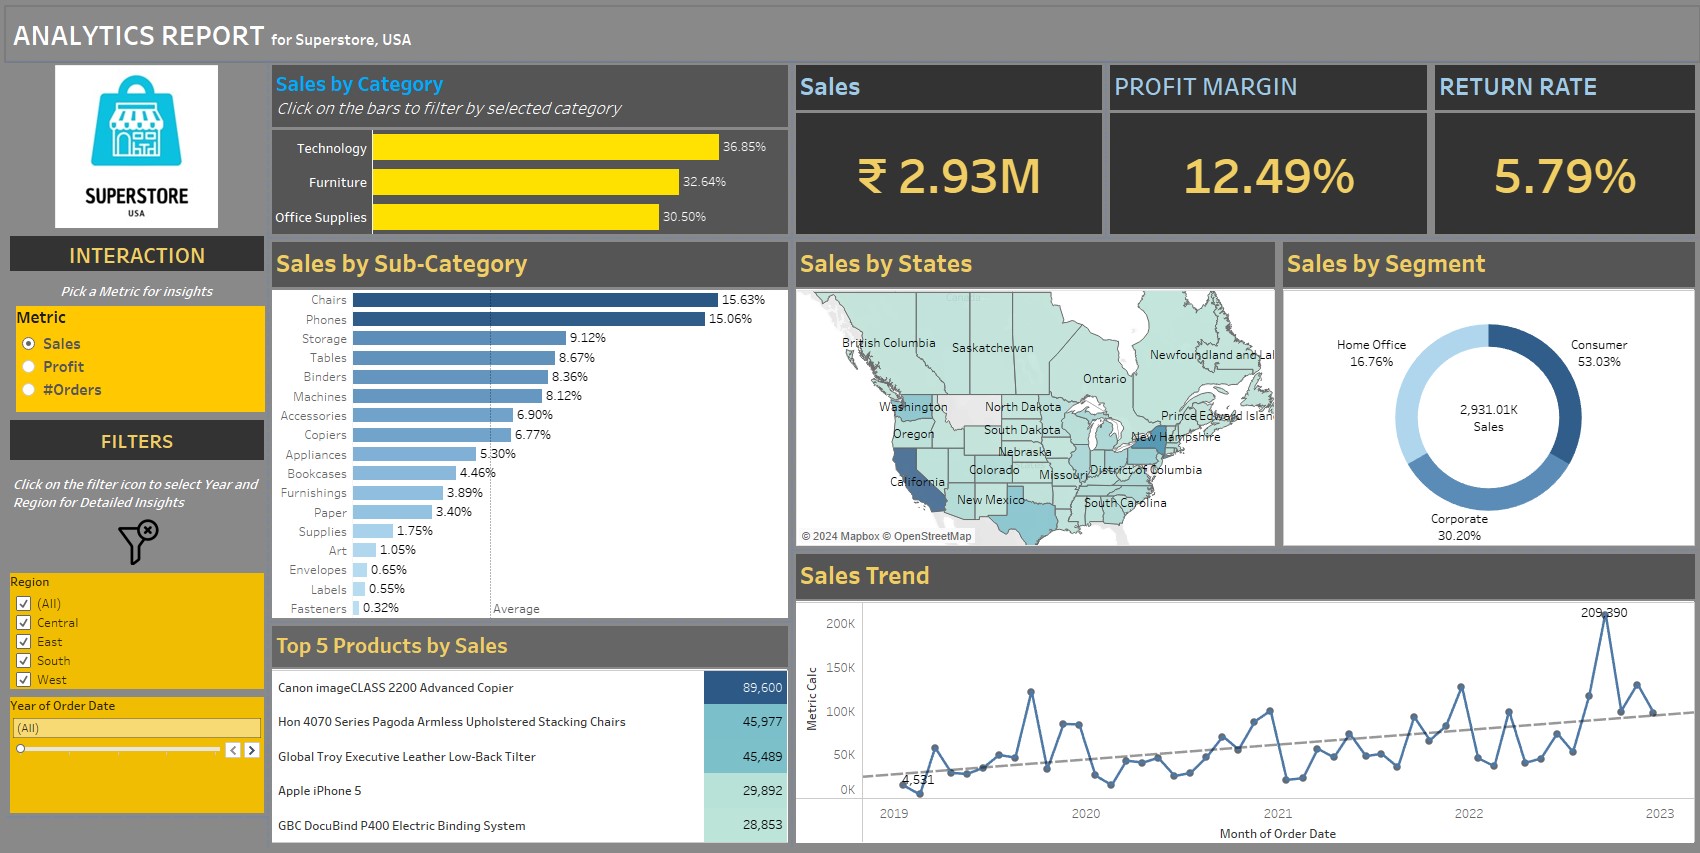 ANALYTICS REPORT for Superstore, USA
SUPERSTORE
USA
INTERACTION
Pick a Metric for insights
Metric
Sales
Profit
#Orders
FILTERS
Click on the filter icon to select Year and
Region for Detailed Insights
Region
(All)
Central
East
South
West
Year of Order Date
(All)
Sales by Category
Click on the bars to filter by selected category
Technology 36.85%
Furniture 32.64%
Office Supplies 30.50%
Sales
₹ 2.93M
PROFIT MARGIN
12.49%
RETURN RATE
5.79%
Sales by Sub-Category
Chairs 15.63%
Phones 15.06%
Storage 9.12%
Tables 8.67%
Binders 8.36%
Machines 8.12%
Accessories 6.90%
Copiers 6.77%
Appliances 5.30%
Bookcases 4.46%
Furnishings 3.89%
Paper 3.40%
Supplies 1.75%
Art 1.05%
Envelopes 0.65%
Labels 0.55%
Fasteners 0.32%
Average
Top 5 Products by Sales
Canon imageCLASS 2200 Advanced Copier 89,600
Hon 4070 Series Pagoda Armless Upholstered Stacking Chairs 45,977
Global Troy Executive Leather Low-Back Tilter 45,489
Apple iPhone 5 29,892
GBC DocuBind P400 Electric Binding System 28,853
Sales by States
Canada
British Columbia
Saskatchewan
Newfoundland and Lal
Ontario
Washington
North Dakota
Prince Edward Islan
Oregon
South Dakota
New Hampshire
Nebraska
Colorado
Missouri
District of Columbia
California
New Mexico
South Carolina
© 2024 Mapbox © OpenStreetMap
Sales by Segment
Home Office
16.76%
Consumer
53.03%
2,931.01K
Sales
Corporate
30.20%
Sales Trend
209,390
200K
150K
100K
50K
0K
Metric Calc
4,531
2019 2020 2021 2022 2023
Month of Order Date